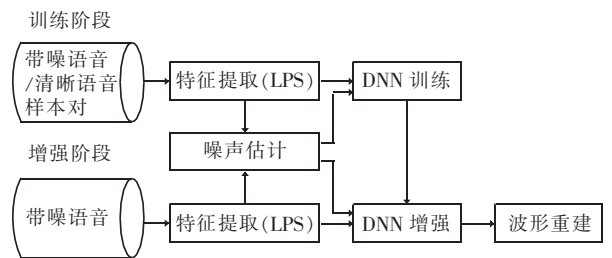 训练阶段
带噪语音
/清晰语音
样本对
特征提取(LPS)
DNN 训练
噪声估计
增强阶段
带噪语音
特征提取(LPS)
DNN 增强
波形重建